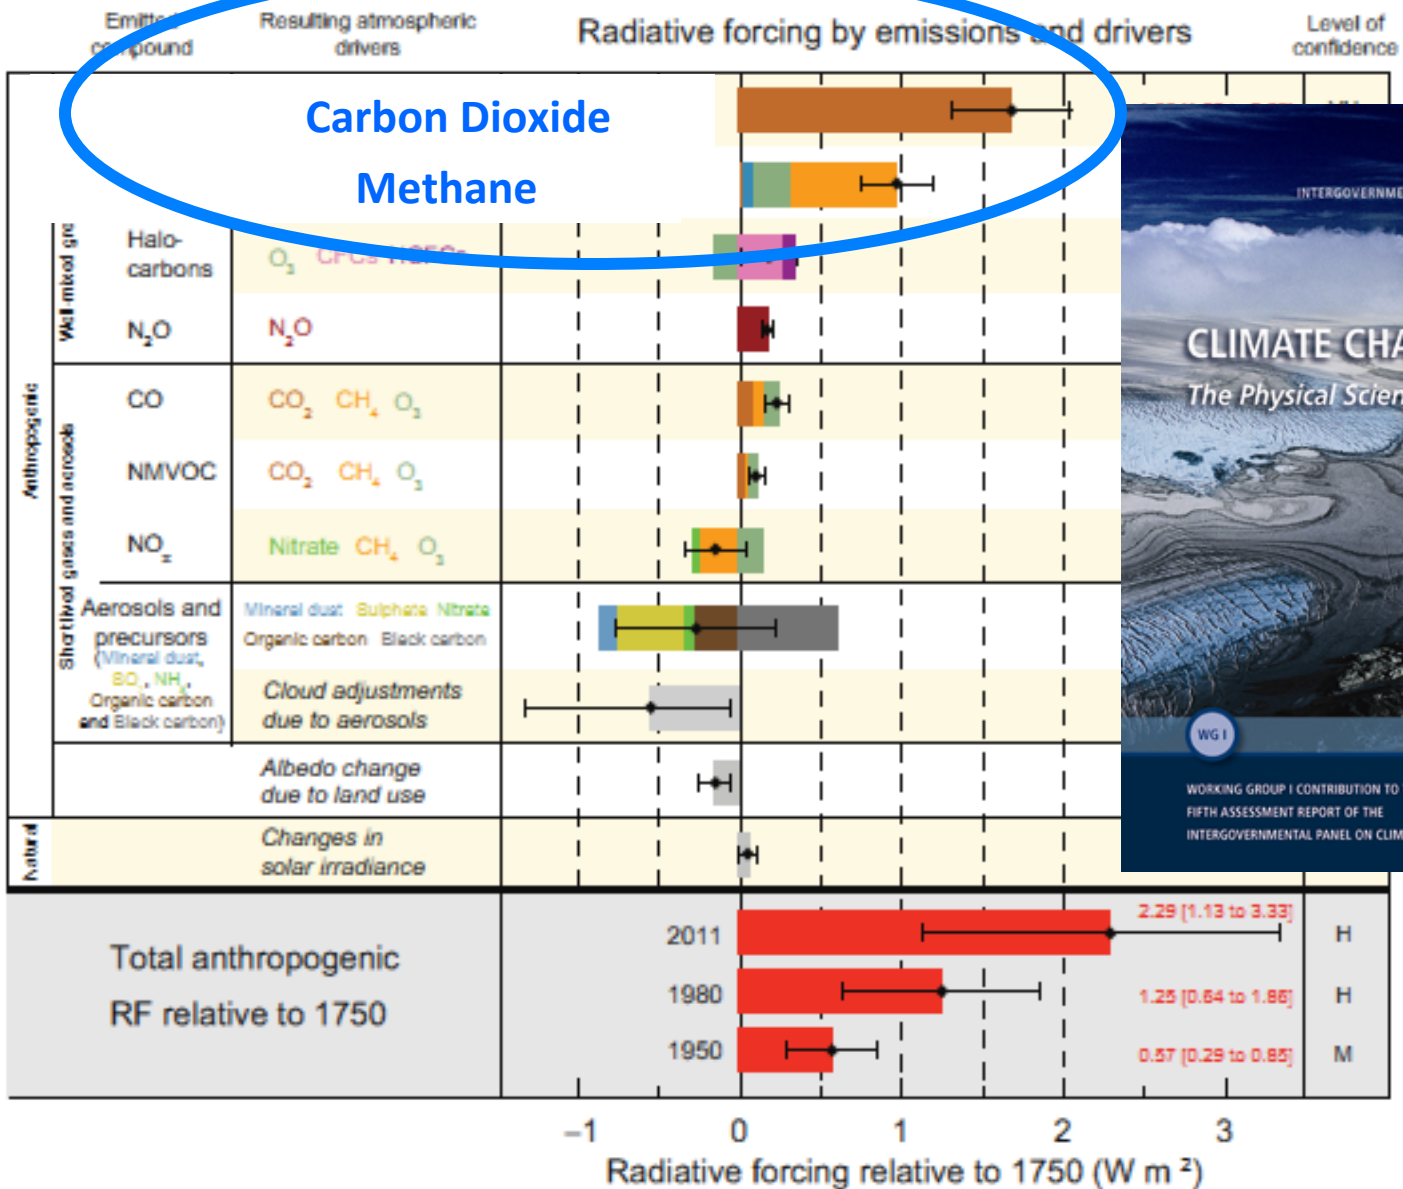 Emitted
compound
Resulting atmospheric
drivers
Radiative forcing by emissions and drivers
Level of
confidence
Carbon Dioxide
Methane
Halo-
carbons
O₃ CFCs HCFCs
N₂O
N₂O
CO
CO₂ CH₄ O₃
NMVOC
CO₂ CH₄ O₃
NOₓ
Nitrate CH₄ O₃
Aerosols and
precursors
(Mineral dust,
SO₂, NH₃,
Organic carbon
and Black carbon)
Mineral dust Sulphate Nitrate
Organic carbon Black carbon
Cloud adjustments
due to aerosols
Albedo change
due to land use
Changes in
solar irradiance
Anthropogenic
Well-mixed gre
Short lived gases and aerosols
Natural
Total anthropogenic
RF relative to 1750
2011
2.29 [1.13 to 3.33]
H
1980
1.25 [0.64 to 1.86]
H
1950
0.57 [0.29 to 0.85]
M
−1 0 1 2 3
Radiative forcing relative to 1750 (W m ²)
INTERGOVERNME
CLIMATE CHA
The Physical Scien
WG I
WORKING GROUP I CONTRIBUTION TO
FIFTH ASSESSMENT REPORT OF THE
INTERGOVERNMENTAL PANEL ON CLIM